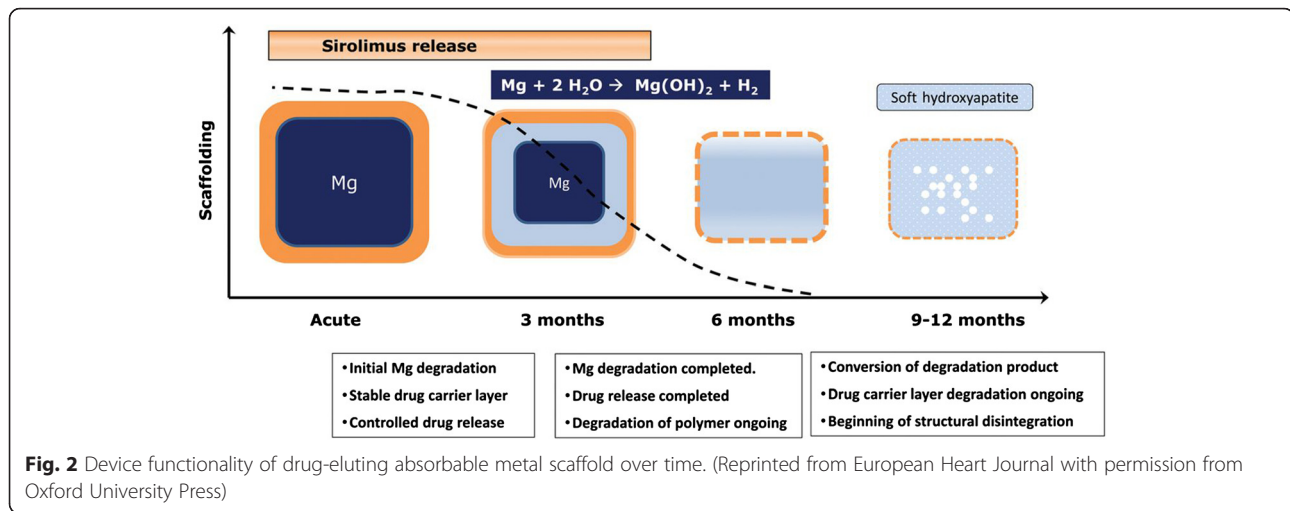 Sirolimus release
Mg + 2 H₂O → Mg(OH)₂ + H₂
Soft hydroxyapatite
Scaffolding
Mg
Mg
Acute
3 months
6 months
9-12 months
• Initial Mg degradation
• Stable drug carrier layer
• Controlled drug release
• Mg degradation completed.
• Drug release completed
• Degradation of polymer ongoing
• Conversion of degradation product
• Drug carrier layer degradation ongoing
• Beginning of structural disintegration
Fig. 2 Device functionality of drug-eluting absorbable metal scaffold over time. (Reprinted from European Heart Journal with permission from
Oxford University Press)